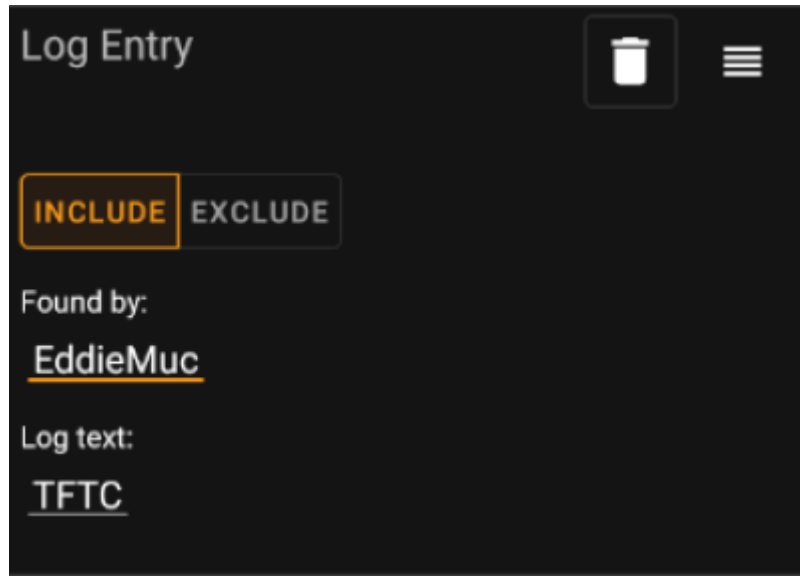 Log Entry
INCLUDE EXCLUDE
Found by:
EddieMuc
Log text:
TFTC